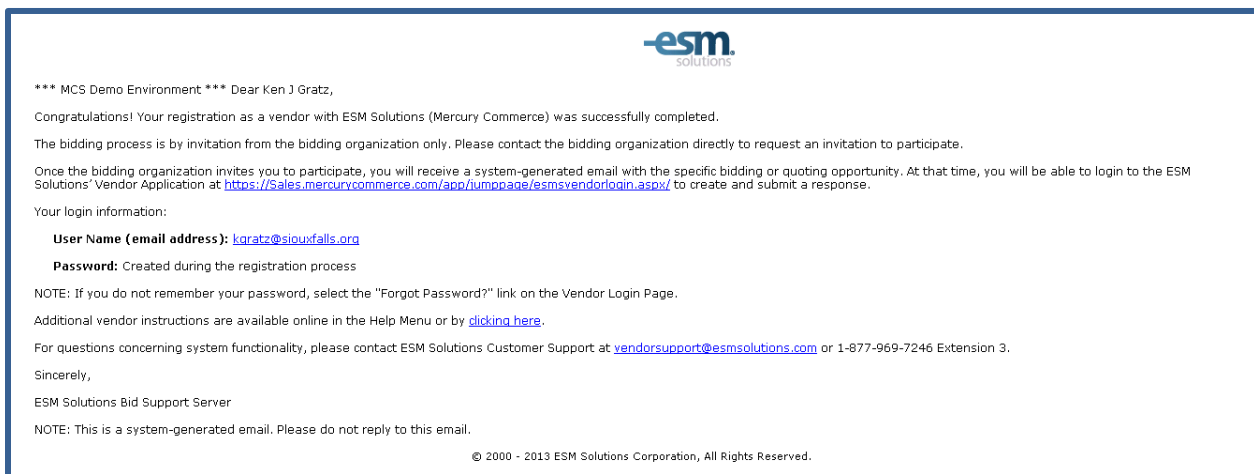 esm
solutions
*** MCS Demo Environment *** Dear Ken J Gratz,
Congratulations! Your registration as a vendor with ESM Solutions (Mercury Commerce) was successfully completed.
The bidding process is by invitation from the bidding organization only. Please contact the bidding organization directly to request an invitation to participate.
Once the bidding organization invites you to participate, you will receive a system-generated email with the specific bidding or quoting opportunity. At that time, you will be able to login to the ESM
Solutions' Vendor Application at https://Sales.mercurycommerce.com/app/jumppage/esmsvendorlogin.aspx/ to create and submit a response.
Your login information:
User Name (email address): kgratz@siouxfalls.org
Password: Created during the registration process
NOTE: If you do not remember your password, select the "Forgot Password?" link on the Vendor Login Page.
Additional vendor instructions are available online in the Help Menu or by clicking here.
For questions concerning system functionality, please contact ESM Solutions Customer Support at vendorsupport@esmsolutions.com or 1-877-969-7246 Extension 3.
Sincerely,
ESM Solutions Bid Support Server
NOTE: This is a system-generated email. Please do not reply to this email.
© 2000 - 2013 ESM Solutions Corporation, All Rights Reserved.